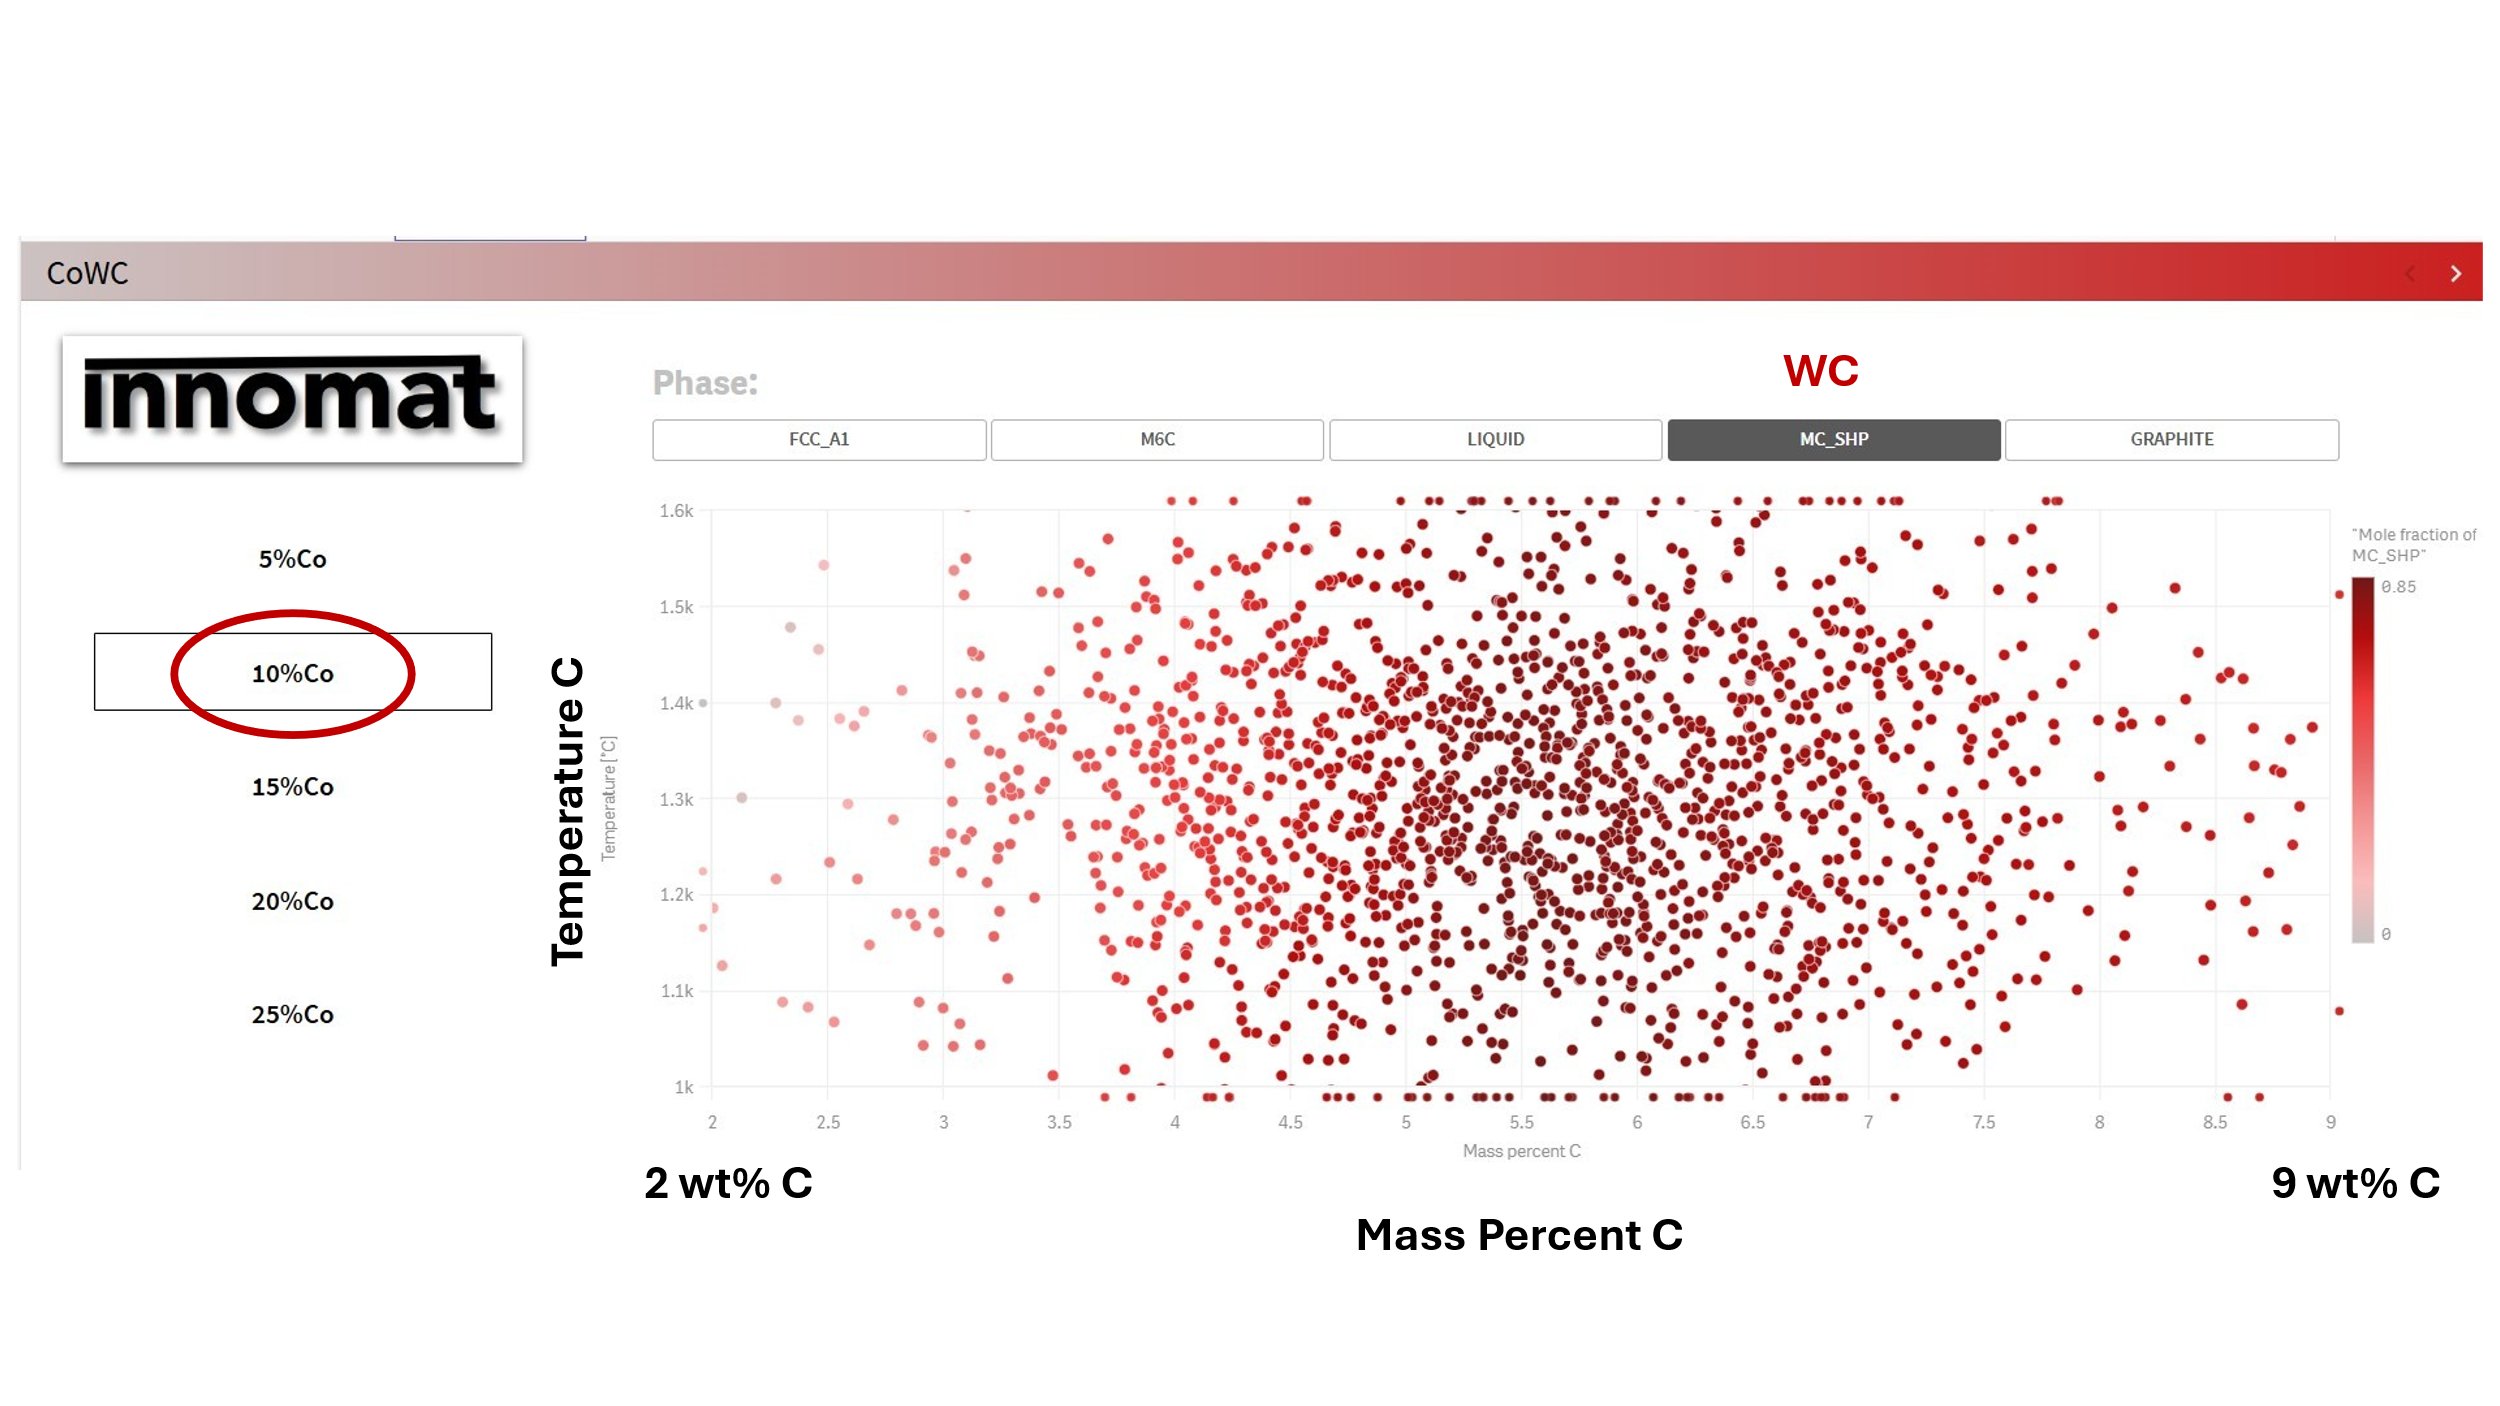 CoWC
innomat
Phase:
WC
FCC_A1
M6C
LIQUID
MC_SHP
GRAPHITE
5%Co
10%Co
15%Co
20%Co
25%Co
Temperature C
Temperature [°C]
1.6k
1.5k
1.4k
1.3k
1.2k
1.1k
1k
2 2.5 3 3.5 4 4.5 5 5.5 6 6.5 7 7.5 8 8.5 9
Mass percent C
"Mole fraction of
MC_SHP"
0.85
0
2 wt% C
9 wt% C
Mass Percent C